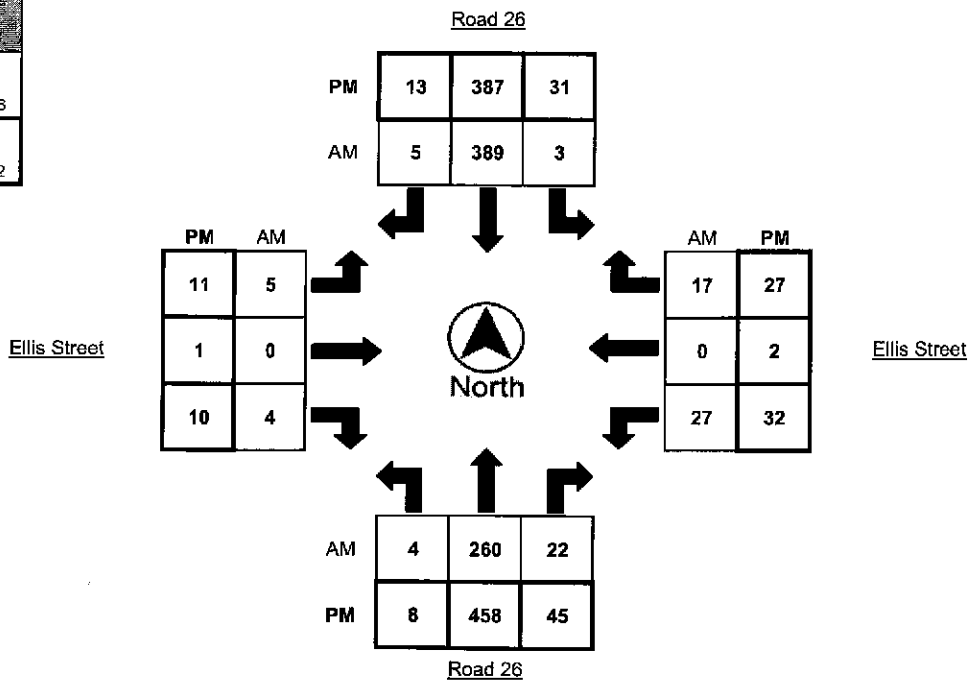 Road 26
PM 13 387 31
6
AM 5 389 3
2
PM AM
11 5
1 0
10 4
Ellis Street
North
AM PM
17 27
0 2
27 32
Ellis Street
AM 4 260 22
PM 8 458 45
Road 26